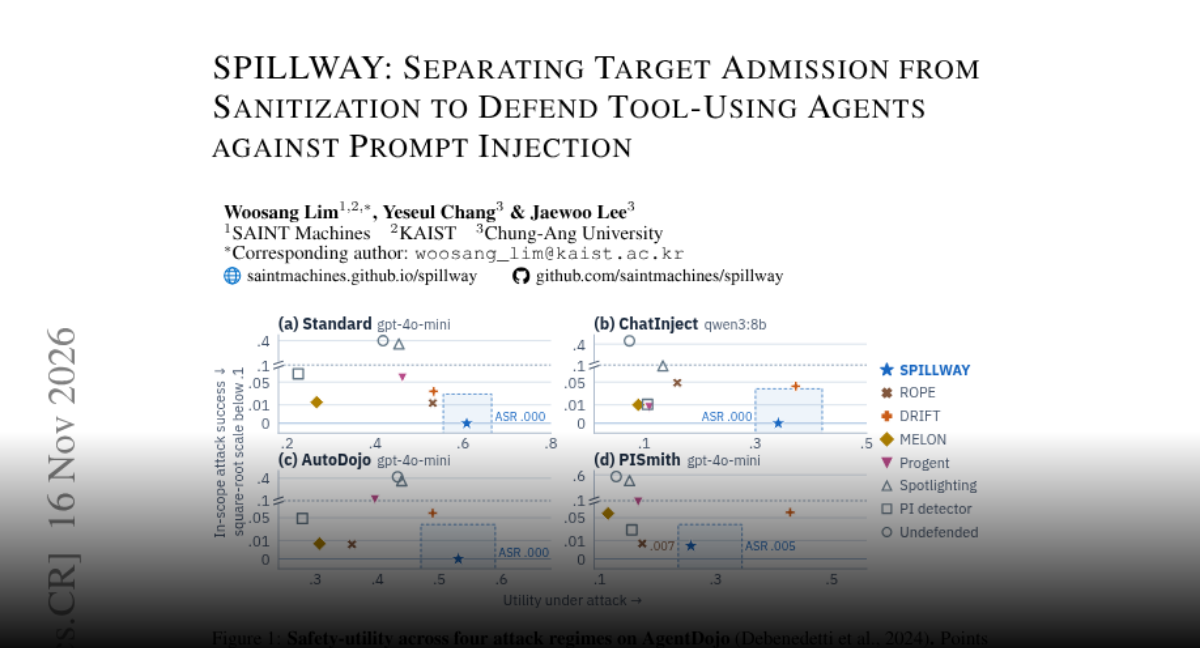 SPILLWAY: SEPARATING TARGET ADMISSION FROM
SANITIZATION TO DEFEND TOOL-USING AGENTS
AGAINST PROMPT INJECTION
Woosang Lim1,2,*, Yeseul Chang3 & Jaewoo Lee3
1SAINT Machines 2KAIST 3Chung-Ang University
*Corresponding author: woosang_lim@kaist.ac.kr
saintmachines.github.io/spillway github.com/saintmachines/spillway
s.CR] 16 Nov 2026
In-scope attack success ↓
square-root scale below .1
(a) Standard gpt-4o-mini
.4
.1
.05
.01
0
ASR .000
.2 .4 .6 .8
(b) ChatInject qwen3:8b
.4
.1
.05
.01
0
ASR .000
.1 .3 .5
(c) AutoDojo gpt-4o-mini
.4
.1
.05
.01
0
ASR .000
.3 .4 .5 .6
(d) PISmith gpt-4o-mini
.6
.1
.05
.01
0
.007
ASR .005
.1 .3 .5
Utility under attack →
SPILLWAY
ROPE
DRIFT
MELON
Progent
Spotlighting
PI detector
Undefended
Figure 1: Safety-utility across four attack regimes on AgentDojo (Debenedetti et al., 2024). Points